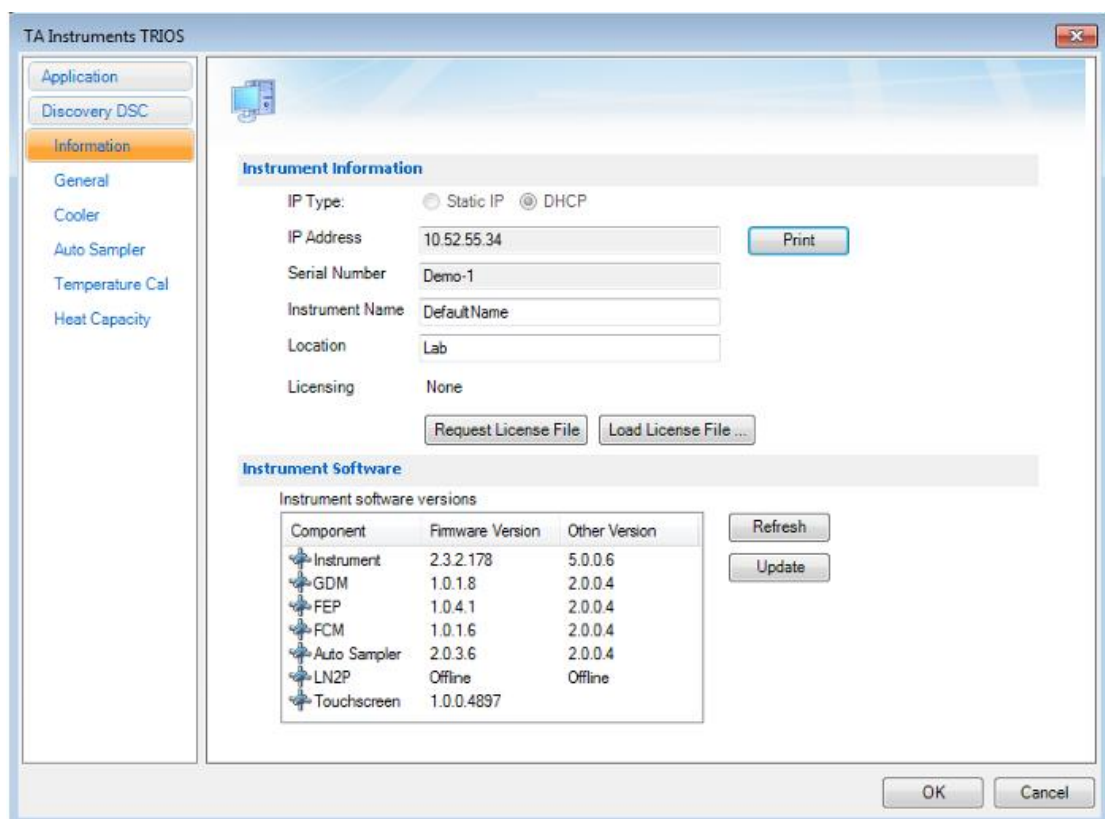 TA Instruments TRIOS
Application
Discovery DSC
Information
General
Cooler
Auto Sampler
Temperature Cal
Heat Capacity
Instrument Information
IP Type: Static IP DHCP
IP Address 10.52.55.34 Print
Serial Number Demo-1
Instrument Name DefaultName
Location Lab
Licensing None
Request License File Load License File ...
Instrument Software
Instrument software versions
Component Firmware Version Other Version Refresh
Instrument 2.3.2.178 5.0.0.6 Update
GDM 1.0.1.8 2.0.0.4
FEP 1.0.4.1 2.0.0.4
FCM 1.0.1.6 2.0.0.4
Auto Sampler 2.0.3.6 2.0.0.4
LN2P Offline Offline
Touchscreen 1.0.0.4897
OK Cancel